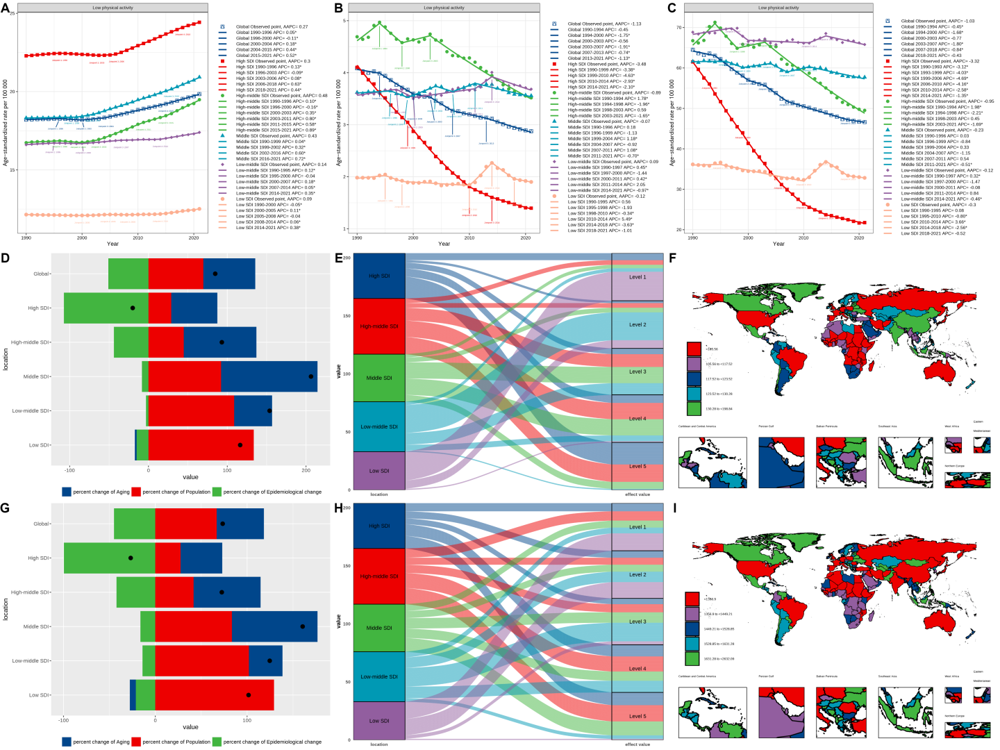 A
Low physical activity
Age−standardized rate per 100 000
25
20
15
1990
2000
2010
2020
Year
Global Observed point, AAPC= 0.27
Global 1990-1996 APC= 0.05*
Global 1996-2000 APC= -0.11*
Global 2000-2004 APC= 0.18*
Global 2004-2015 APC= 0.44*
Global 2015-2021 APC= 0.52*
High SDI Observed point, AAPC= 0.3
High SDI 1990-1996 APC= 0.13*
High SDI 1996-2003 APC= -0.09*
High SDI 2003-2006 APC= 0.08*
High SDI 2006-2018 APC= 0.63*
High SDI 2018-2021 APC= 0.44*
High-middle SDI Observed point, AAPC= 0.48
High-middle SDI 1990-1996 APC= 0.10*
High-middle SDI 1996-2000 APC= -0.16*
High-middle SDI 2000-2003 APC= 0.35*
High-middle SDI 2003-2011 APC= 0.80*
High-middle SDI 2011-2015 APC= 0.58*
High-middle SDI 2015-2021 APC= 0.89*
Middle SDI Observed point, AAPC= 0.43
Middle SDI 1990-1999 APC= 0.04*
Middle SDI 1999-2002 APC= 0.32*
Middle SDI 2002-2016 APC= 0.60*
Middle SDI 2016-2021 APC= 0.72*
Low-middle SDI Observed point, AAPC= 0.14
Low-middle SDI 1990-1995 APC= 0.12*
Low-middle SDI 1995-2000 APC= -0.04
Low-middle SDI 2000-2007 APC= 0.18*
Low-middle SDI 2007-2014 APC= 0.05*
Low-middle SDI 2014-2021 APC= 0.35*
Low SDI Observed point, AAPC= 0.09
Low SDI 1990-2000 APC= -0.05*
Low SDI 2000-2005 APC= 0.11*
Low SDI 2005-2008 APC= -0.04
Low SDI 2008-2014 APC= 0.06*
Low SDI 2014-2021 APC= 0.38*
B
Low physical activity
Age−standardized rate per 100 000
5
4
3
2
1
1990
2000
2010
2020
Year
Global Observed point, AAPC= -1.13
Global 1990-1994 APC= -0.45
Global 1994-2000 APC= -1.75*
Global 2000-2003 APC= -0.56
Global 2003-2007 APC= -1.91*
Global 2007-2013 APC= -0.74*
Global 2013-2021 APC= -1.13*
High SDI Observed point, AAPC= -3.48
High SDI 1990-1999 APC= -3.38*
High SDI 1999-2010 APC= -4.63*
High SDI 2010-2014 APC= -2.93*
High SDI 2014-2021 APC= -2.10*
High-middle SDI Observed point, AAPC= -0.89
High-middle SDI 1990-1994 APC= 1.78*
High-middle SDI 1994-1998 APC= -1.96*
High-middle SDI 1998-2003 APC= 0.59
High-middle SDI 2003-2021 APC= -1.65*
Middle SDI Observed point, AAPC= -0.07
Middle SDI 1990-1996 APC= 0.18
Middle SDI 1996-1999 APC= -1.13
Middle SDI 1999-2004 APC= 1.18*
Middle SDI 2004-2007 APC= -0.92
Middle SDI 2007-2011 APC= 1.08*
Middle SDI 2011-2021 APC= -0.70*
Low-middle SDI Observed point, AAPC= 0.09
Low-middle SDI 1990-1997 APC= 0.45*
Low-middle SDI 1997-2000 APC= -1.44
Low-middle SDI 2000-2011 APC= 0.42*
Low-middle SDI 2011-2014 APC= 2.05
Low-middle SDI 2014-2021 APC= -0.97*
Low SDI Observed point, AAPC= -0.12
Low SDI 1990-1995 APC= 0.56
Low SDI 1995-1998 APC= -1.93
Low SDI 1998-2010 APC= -0.34*
Low SDI 2010-2014 APC= 5.49*
Low SDI 2014-2018 APC= -3.63*
Low SDI 2018-2021 APC= -1.01
C
Low physical activity
Age−standardized rate per 100 000
70
60
50
40
30
20
1990
2000
2010
2020
Year
Global Observed point, AAPC= -1.03
Global 1990-1994 APC= -0.45*
Global 1994-2000 APC= -1.68*
Global 2000-2003 APC= -0.77
Global 2003-2007 APC= -1.80*
Global 2007-2018 APC= -0.84*
Global 2018-2021 APC= -0.43
High SDI Observed point, AAPC= -3.32
High SDI 1990-1993 APC= -3.12*
High SDI 1993-1999 APC= -4.03*
High SDI 1999-2006 APC= -4.69*
High SDI 2006-2010 APC= -4.16*
High SDI 2010-2014 APC= -2.58*
High SDI 2014-2021 APC= -1.35*
High-middle SDI Observed point, AAPC= -0.95
High-middle SDI 1990-1994 APC= 1.98*
High-middle SDI 1994-1998 APC= -2.21*
High-middle SDI 1998-2003 APC= 0.45
High-middle SDI 2003-2021 APC= -1.69*
Middle SDI Observed point, AAPC= -0.23
Middle SDI 1990-1996 APC= 0.03
Middle SDI 1996-1999 APC= -0.84
Middle SDI 1999-2004 APC= 0.33
Middle SDI 2004-2007 APC= -1.15
Middle SDI 2007-2011 APC= 0.54
Middle SDI 2011-2021 APC= -0.51*
Low-middle SDI Observed point, AAPC= -0.12
Low-middle SDI 1990-1997 APC= 0.32*
Low-middle SDI 1997-2000 APC= -1.47
Low-middle SDI 2000-2011 APC= -0.08
Low-middle SDI 2011-2014 APC= 0.84
Low-middle SDI 2014-2021 APC= -0.46*
Low SDI Observed point, AAPC= -0.3
Low SDI 1990-1995 APC= 0.08
Low SDI 1995-2010 APC= -0.80*
Low SDI 2010-2014 APC= 3.66*
Low SDI 2014-2018 APC= -2.56*
Low SDI 2018-2021 APC= -0.52
D
location
Global
High SDI
High-middle SDI
Middle SDI
Low-middle SDI
Low SDI
-100
0
100
200
value
percent change of Aging
percent change of Population
percent change of Epidemiological change
E
value
200
150
100
50
0
High SDI
High-middle SDI
Middle SDI
Low-middle SDI
Low SDI
Level 1
Level 2
Level 3
Level 4
Level 5
location
effect value
F
105.56 to <117.52
117.52 to <123.52
123.52 to <130.28
130.28 to <198.84
Caribbean and Central America
Persian Gulf
Balkan Peninsula
Southeast Asia
West Africa
Eastern
Mediterranean
Northern Europe
G
location
Global
High SDI
High-middle SDI
Middle SDI
Low-middle SDI
Low SDI
-100
0
100
value
percent change of Aging
percent change of Population
percent change of Epidemiological change
H
value
200
150
100
50
0
High SDI
High-middle SDI
Middle SDI
Low-middle SDI
Low SDI
Level 1
Level 2
Level 3
Level 4
Level 5
location
effect value
I
1449.21 to <1528.85
1528.85 to <1631.28
1631.28 to <2632.09
Caribbean and Central America
Persian Gulf
Balkan Peninsula
Southeast Asia
West Africa
Eastern
Mediterranean
Northern Europe